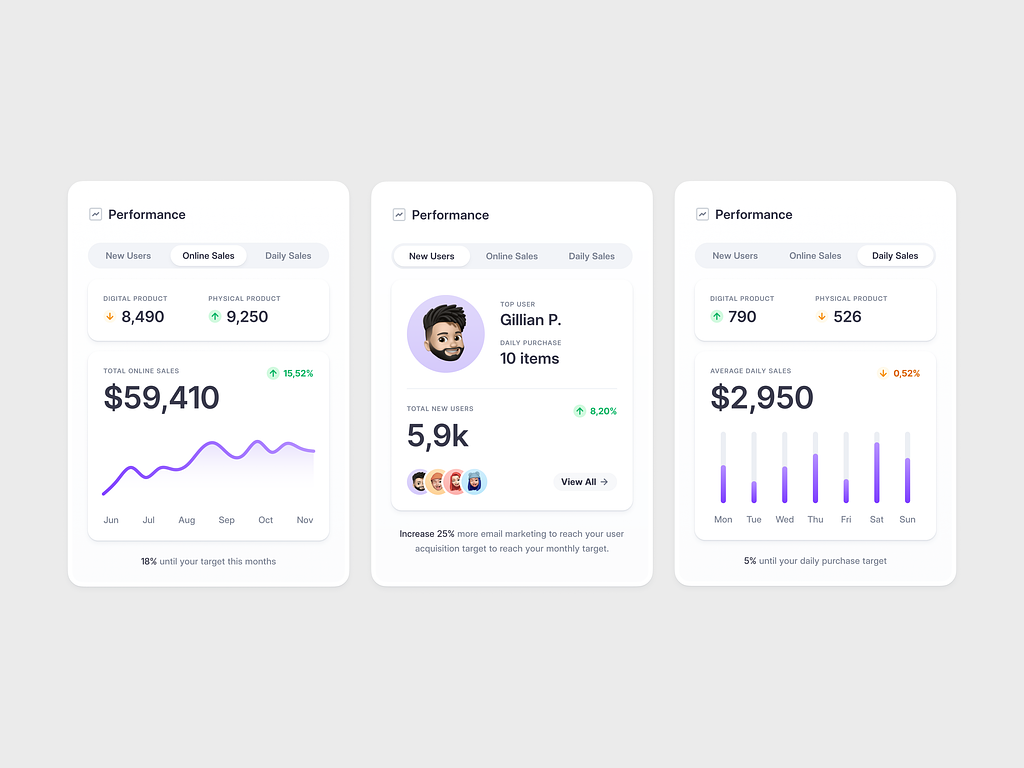 Performance
New Users Online Sales Daily Sales
DIGITAL PRODUCT PHYSICAL PRODUCT
8,490 9,250
TOTAL ONLINE SALES 15,52%
$59,410
Jun Jul Aug Sep Oct Nov
18% until your target this months
Performance
New Users Online Sales Daily Sales
TOP USER
Gillian P.
DAILY PURCHASE
10 items
TOTAL NEW USERS 8,20%
5,9k
View All
Increase 25% more email marketing to reach your user
acquisition target to reach your monthly target.
Performance
New Users Online Sales Daily Sales
DIGITAL PRODUCT PHYSICAL PRODUCT
790 526
AVERAGE DAILY SALES 0,52%
$2,950
Mon Tue Wed Thu Fri Sat Sun
5% until your daily purchase target